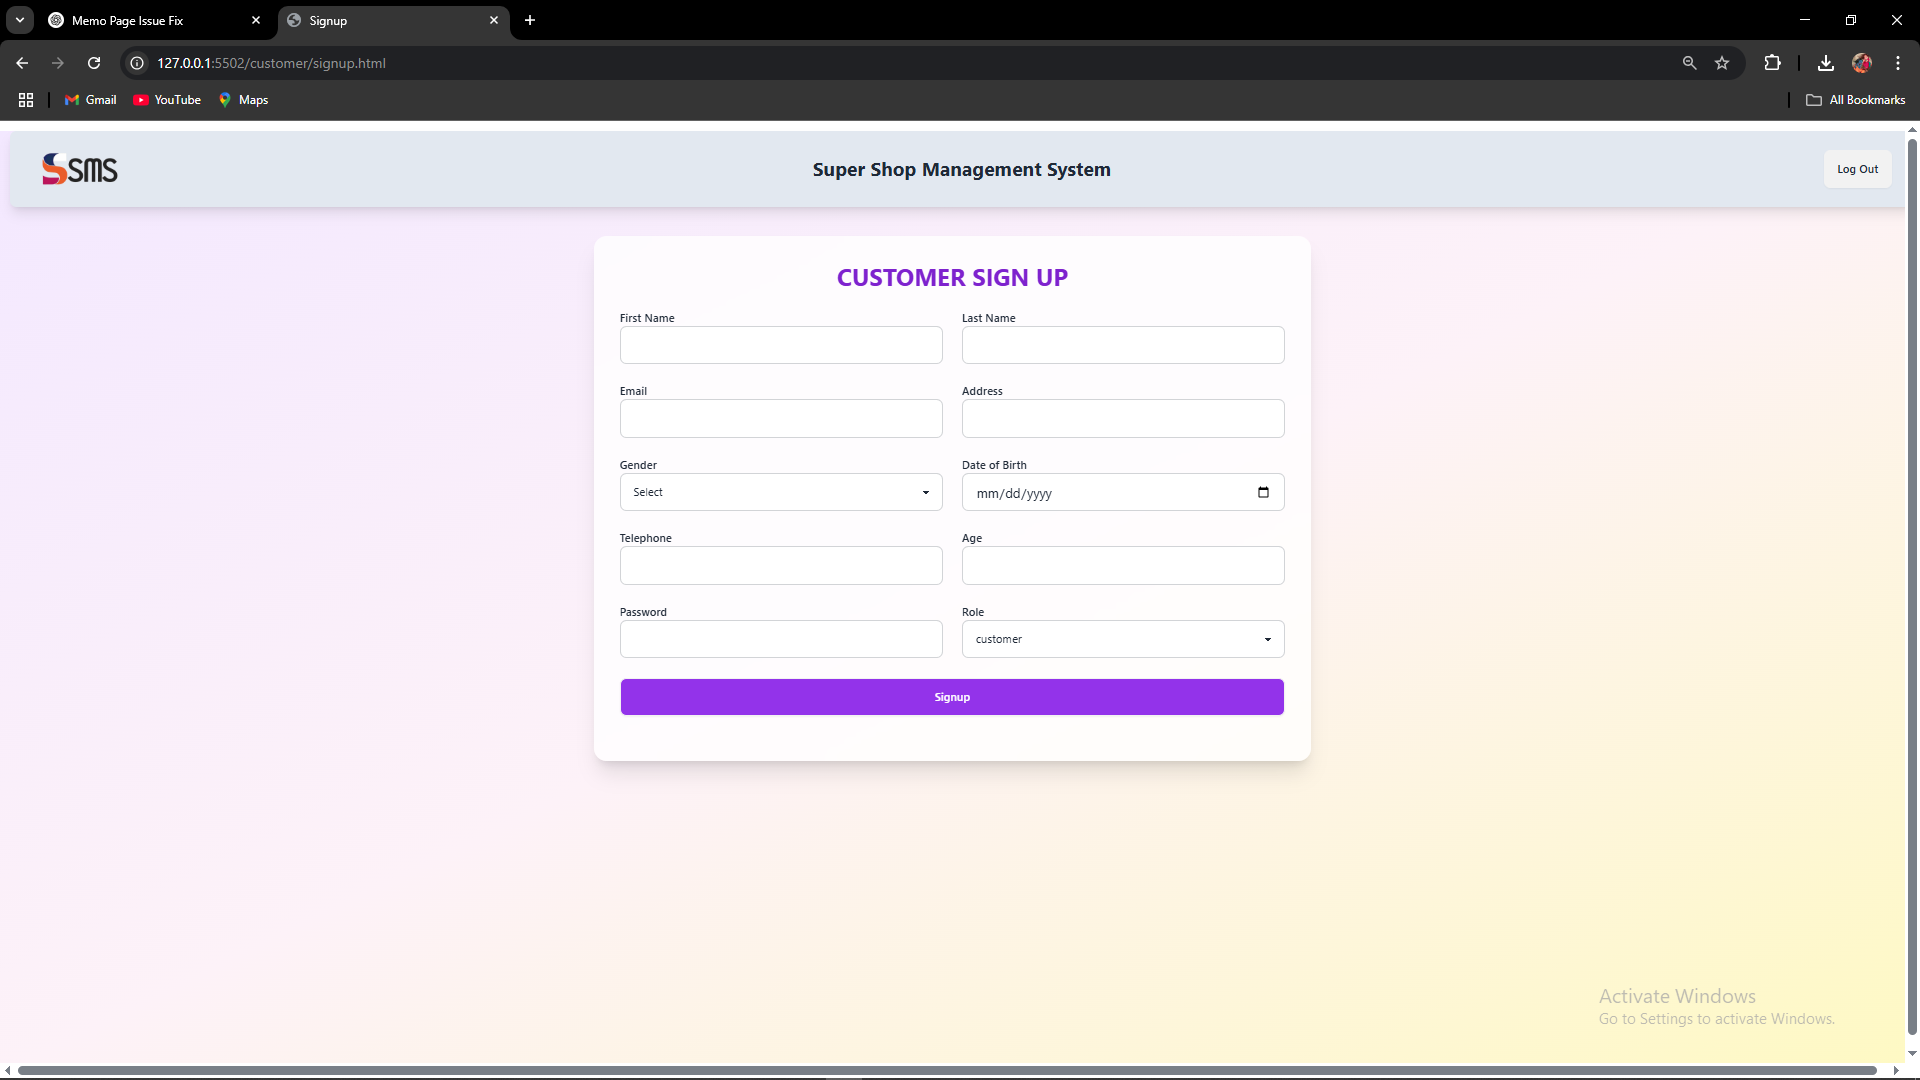 Memo Page Issue Fix
Signup
127.0.0.1:5502/customer/signup.html
Gmail YouTube Maps All Bookmarks
SMS Super Shop Management System Log Out
CUSTOMER SIGN UP
First Name Last Name
Email Address
Gender Date of Birth
Select mm/dd/yyyy
Telephone Age
Password Role
customer
Signup
Activate Windows
Go to Settings to activate Windows.